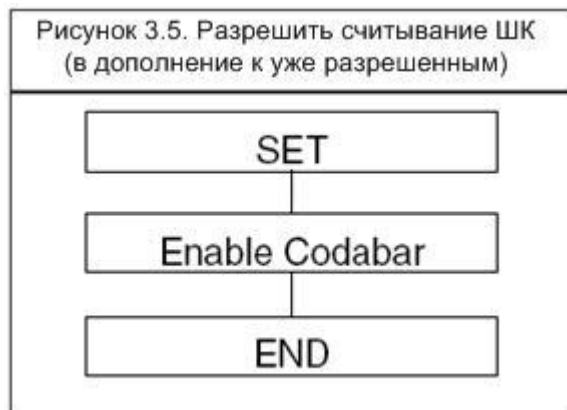 Рисунок 3.5. Разрешить считывание ШК
(в дополнение к уже разрешенным)
SET
Enable Codabar
END